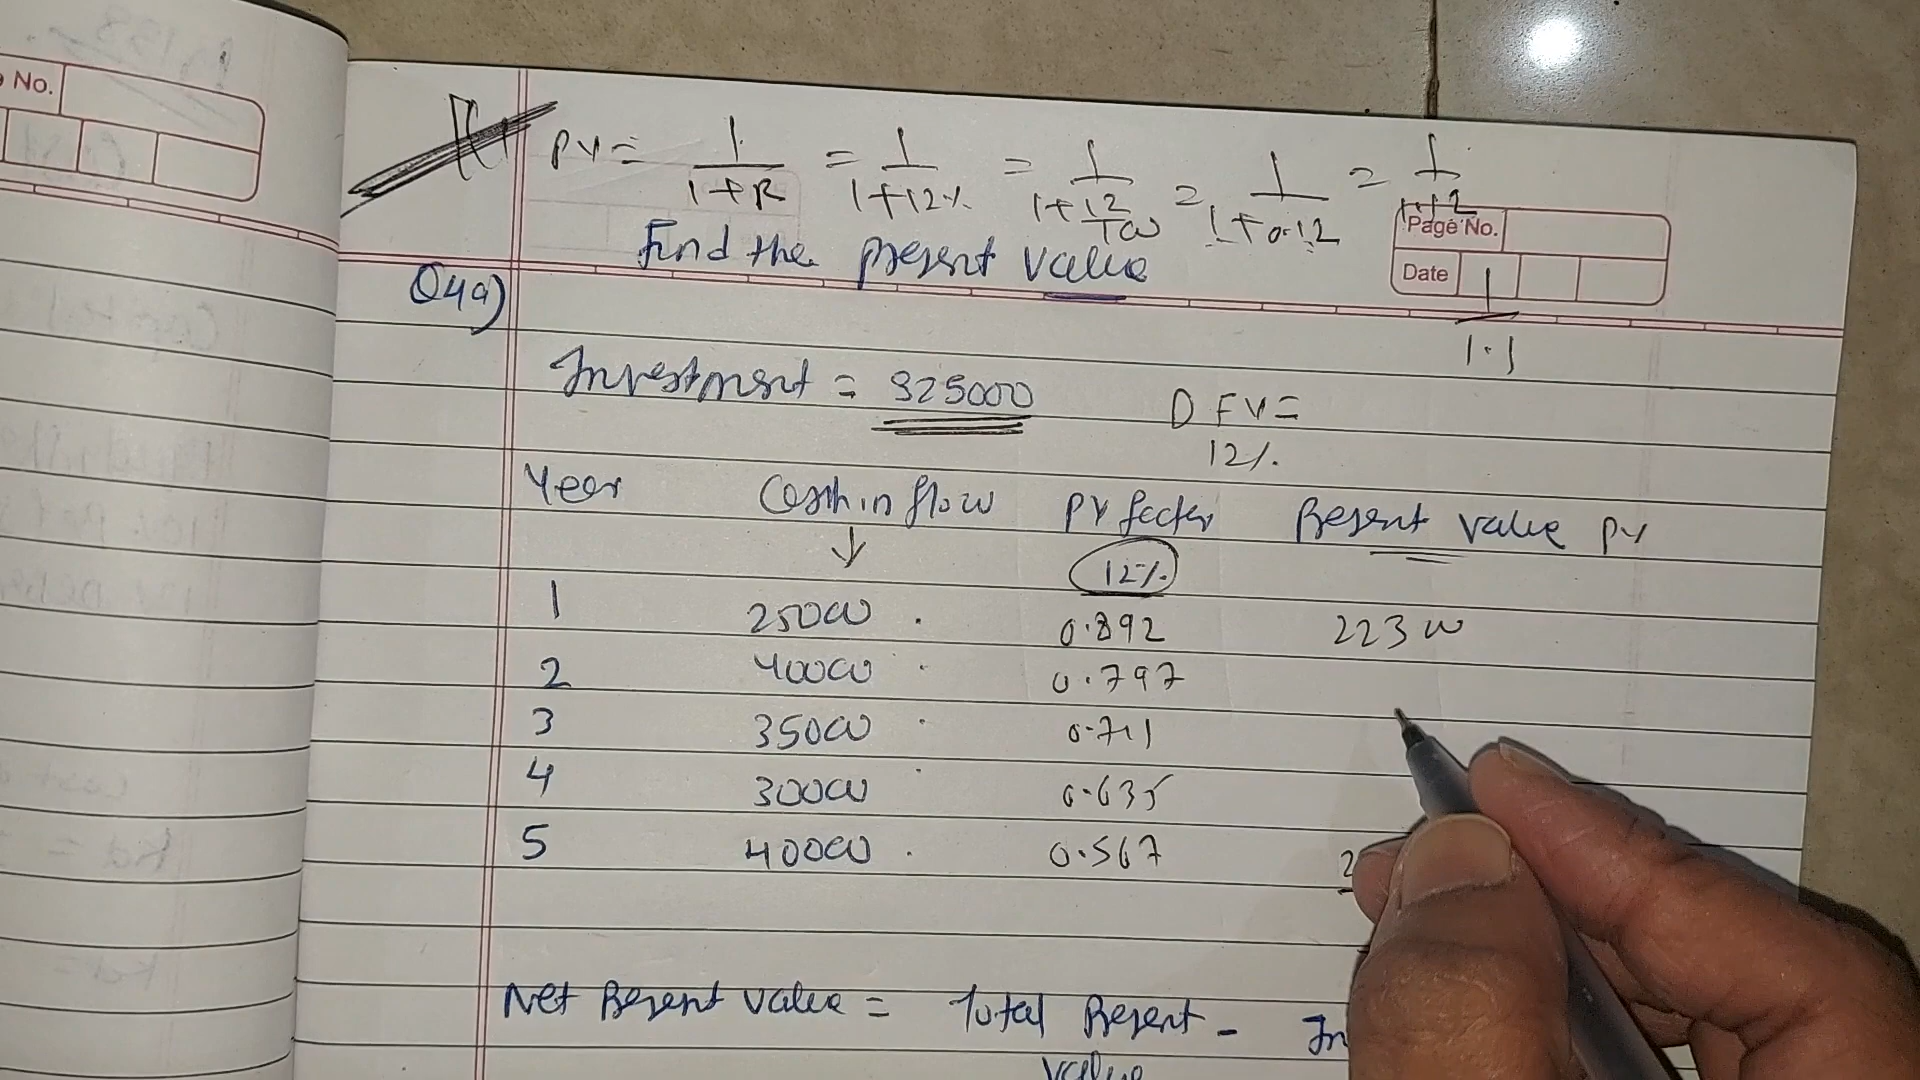 No.
PV = 1/1+R = 1/1+12% = 1/1+12/100 = 1/1+0.12 = 1/1+12
Page No.
Find the present value
Date
1/1.1
Q4a)
Investment = 325000
DFV =
12%
Year Cash in flow PV factor Present value PV
↓ 12%
1 25000 0.892 22300
2 40000 0.797
3 35000 0.711
4 30000 0.635
5 40000 0.567 2
Net Present value = Total Present - In
value